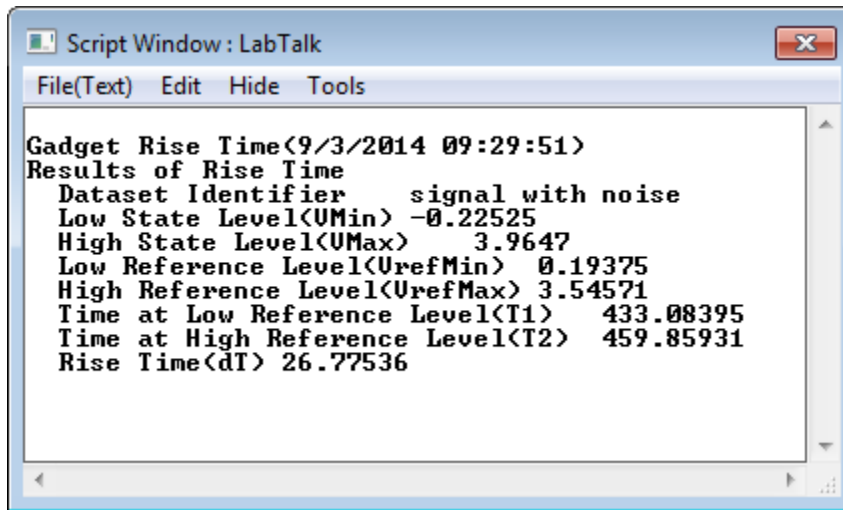 Script Window : LabTalk
File(Text) Edit Hide Tools
Gadget Rise Time(9/3/2014 09:29:51)
Results of Rise Time
Dataset Identifier signal with noise
Low State Level(VMin) -0.22525
High State Level(VMax) 3.9647
Low Reference Level(VrefMin) 0.19375
High Reference Level(VrefMax) 3.54571
Time at Low Reference Level(T1) 433.08395
Time at High Reference Level(T2) 459.85931
Rise Time(dT) 26.77536